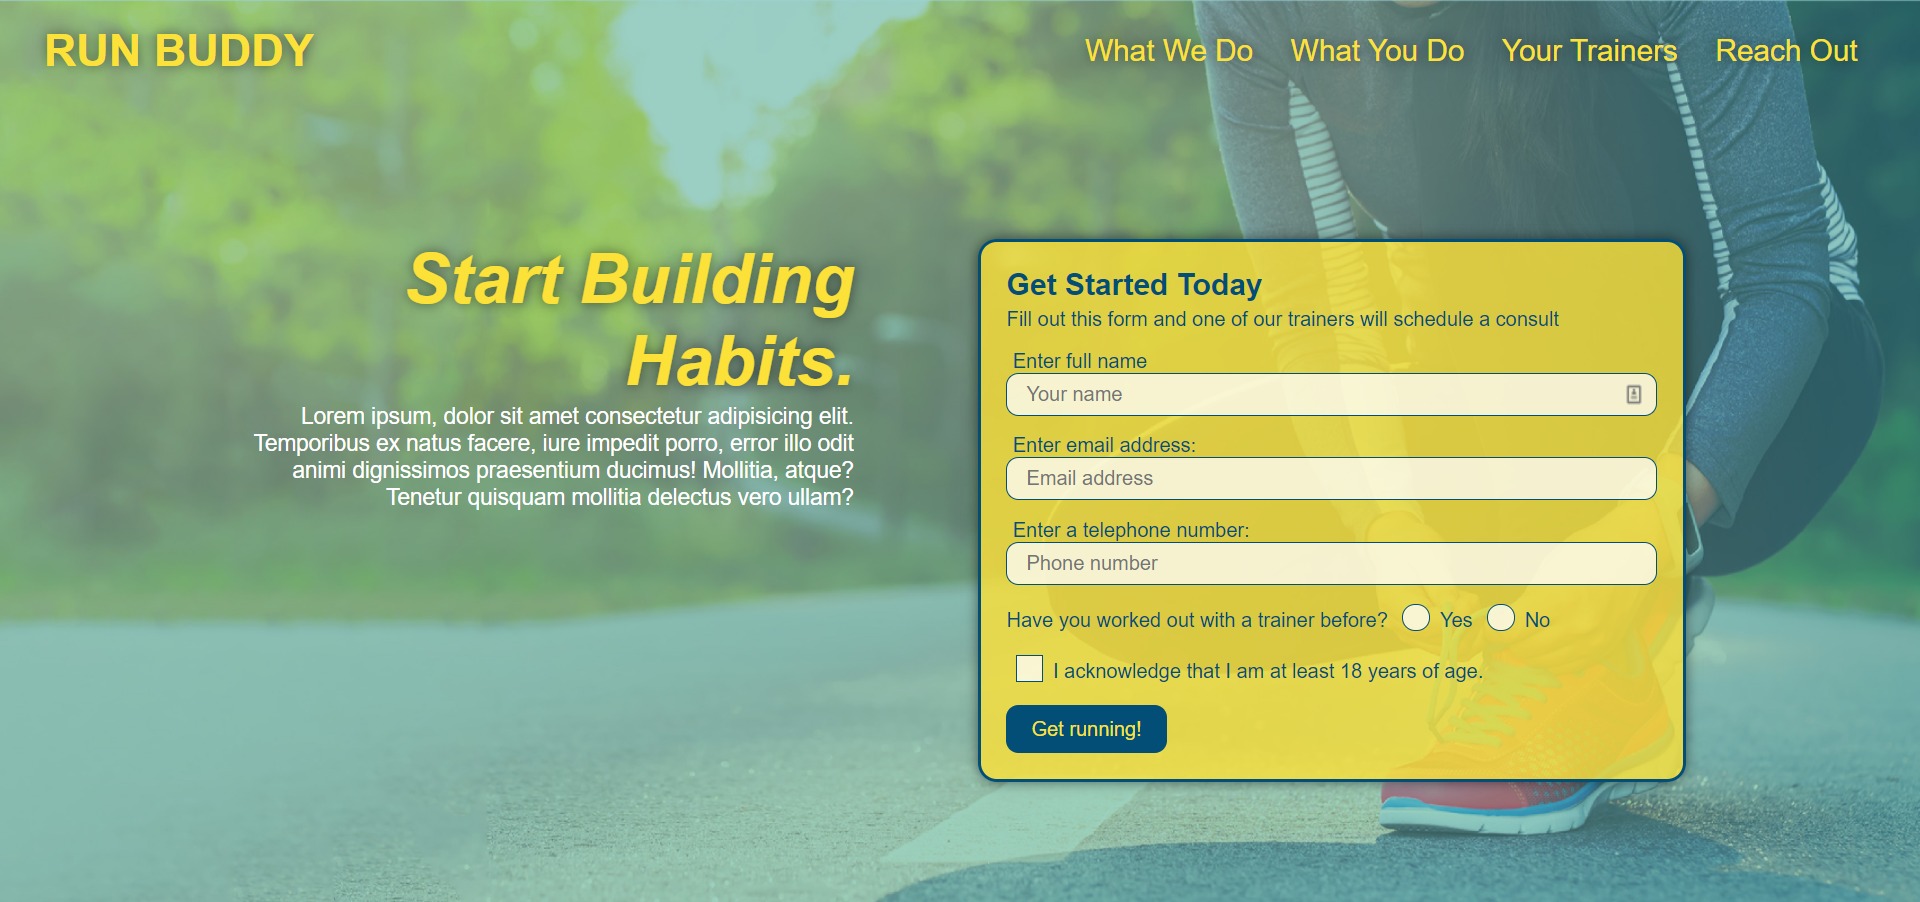 RUN BUDDY
What We Do
What You Do
Your Trainers
Reach Out
Start Building
Habits.
Lorem ipsum, dolor sit amet consectetur adipisicing elit.
Temporibus ex natus facere, iure impedit porro, error illo odit
animi dignissimos praesentium ducimus! Mollitia, atque?
Tenetur quisquam mollitia delectus vero ullam?
Get Started Today
Fill out this form and one of our trainers will schedule a consult
Enter full name
Your name
Enter email address:
Email address
Enter a telephone number:
Phone number
Have you worked out with a trainer before? Yes No
I acknowledge that I am at least 18 years of age.
Get running!